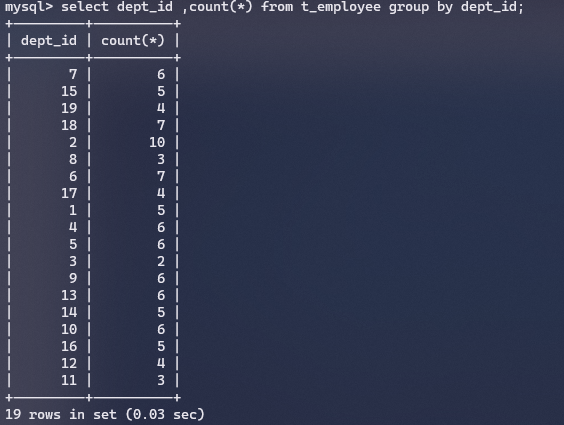 mysql> select dept_id ,count(*) from t_employee group by dept_id;
+---------+----------+
| dept_id | count(*) |
+---------+----------+
|       7 |        6 |
|      15 |        5 |
|      19 |        4 |
|      18 |        7 |
|       2 |       10 |
|       8 |        3 |
|       6 |        7 |
|      17 |        4 |
|       1 |        5 |
|       4 |        6 |
|       5 |        6 |
|       3 |        2 |
|       9 |        6 |
|      13 |        6 |
|      14 |        5 |
|      10 |        6 |
|      16 |        5 |
|      12 |        4 |
|      11 |        3 |
+---------+----------+
19 rows in set (0.03 sec)